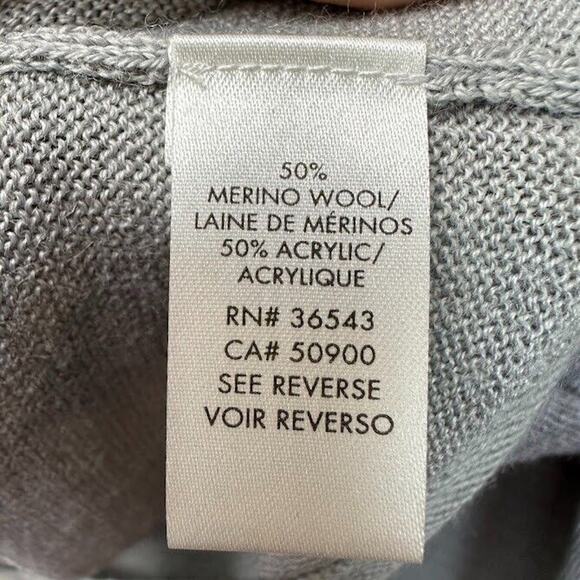 50%
MERINO WOOL/
LAINE DE MÉRINOS
50% ACRYLIC/
ACRYLIQUE
RN# 36543
CA# 50900
SEE REVERSE
VOIR REVERSO